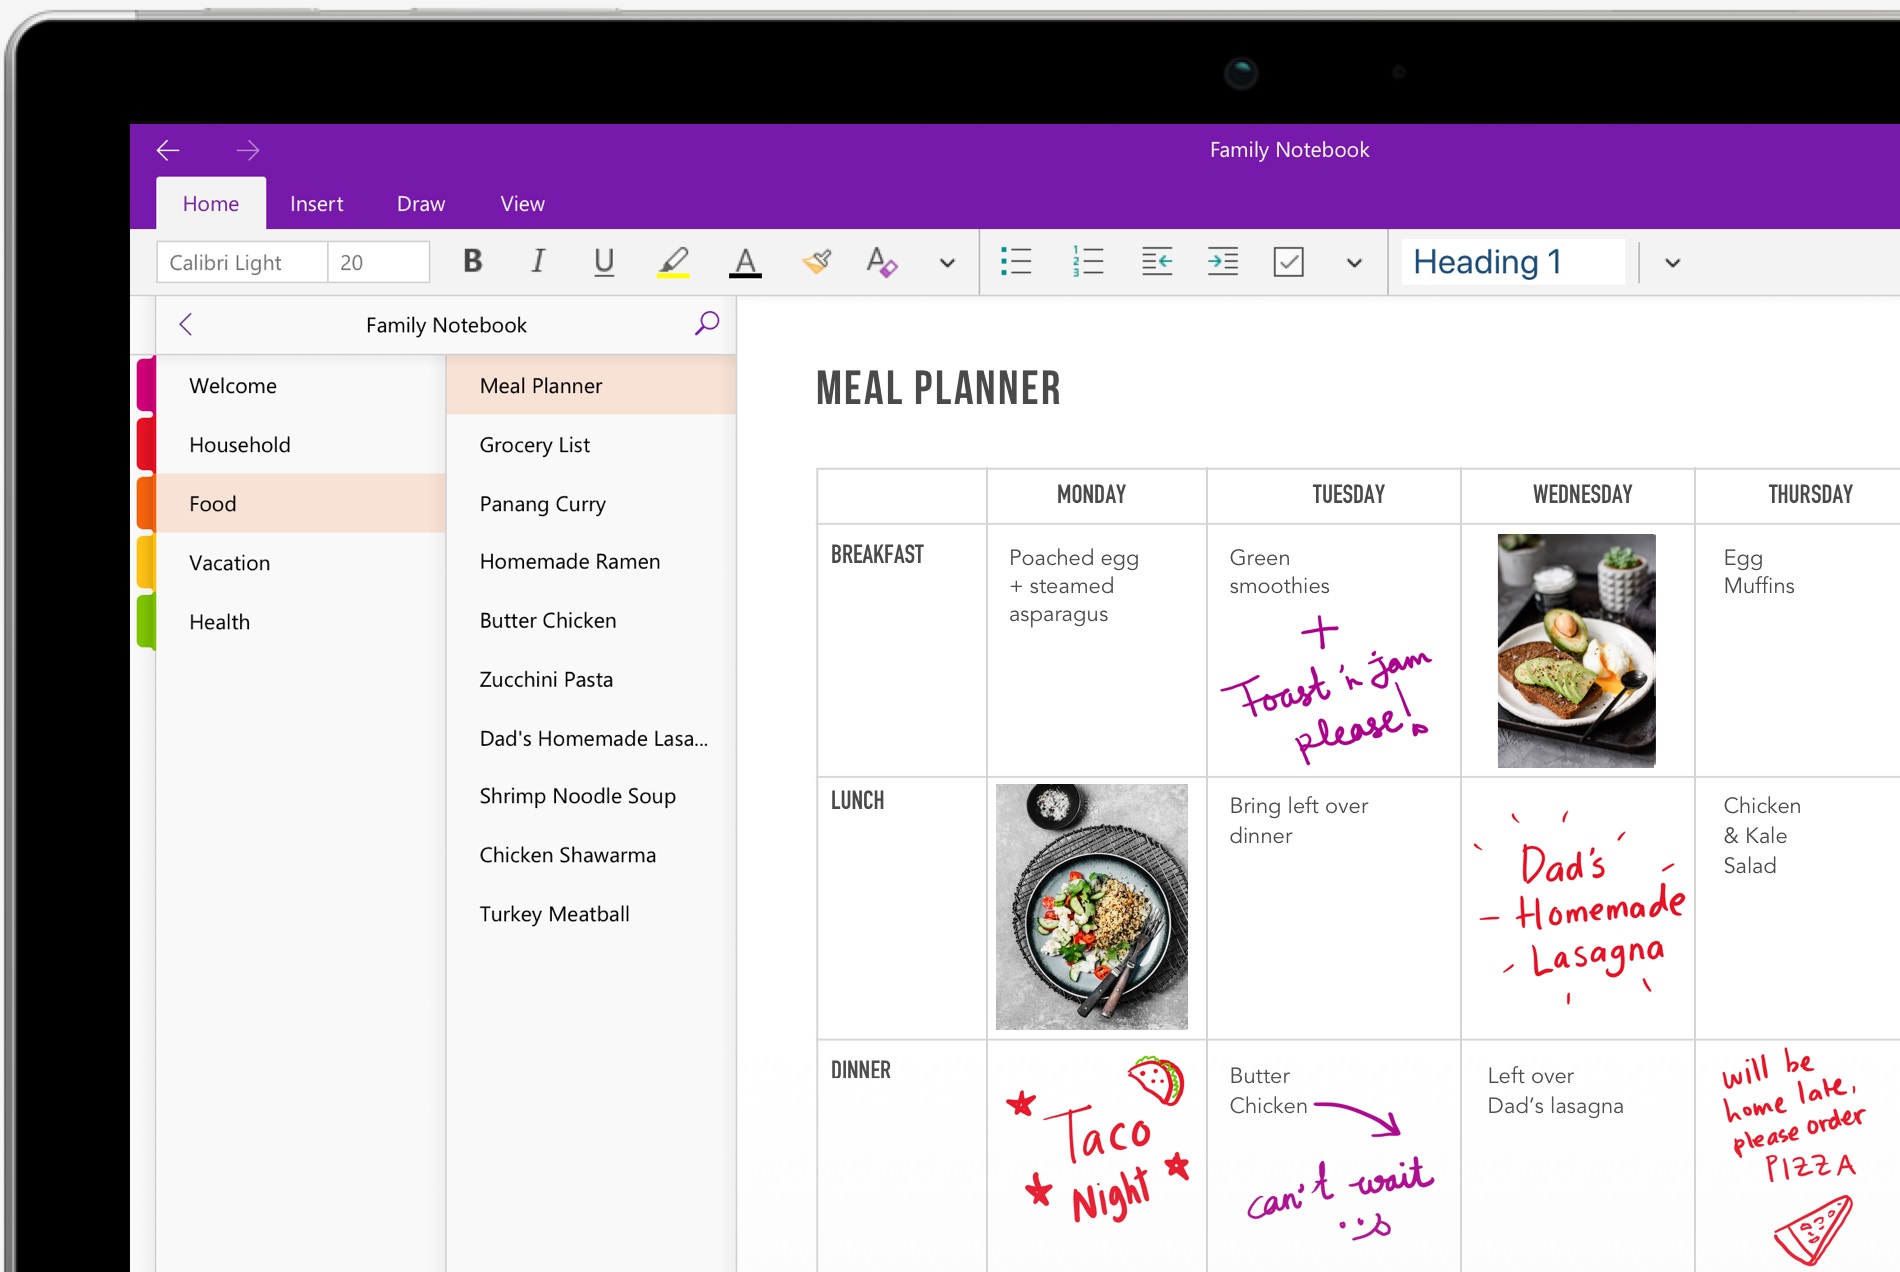 Family Notebook
Home Insert Draw View
Calibri Light 20 B I U A A Heading 1
Family Notebook
Welcome
Household
Food
Vacation
Health
Meal Planner
Grocery List
Panang Curry
Homemade Ramen
Butter Chicken
Zucchini Pasta
Dad's Homemade Lasa...
Shrimp Noodle Soup
Chicken Shawarma
Turkey Meatball
MEAL PLANNER
MONDAY TUESDAY WEDNESDAY THURSDAY
BREAKFAST
Poached egg
+ steamed
asparagus
Green
smoothies
+
Toast 'n jam
please!
Egg
Muffins
LUNCH
Bring left over
dinner
Dad's
Homemade
Lasagna
Chicken
& Kale
Salad
DINNER
Taco
Night
Butter
Chicken
can't wait
Left over
Dad’s lasagna
will be
home late,
please order
PIZZA